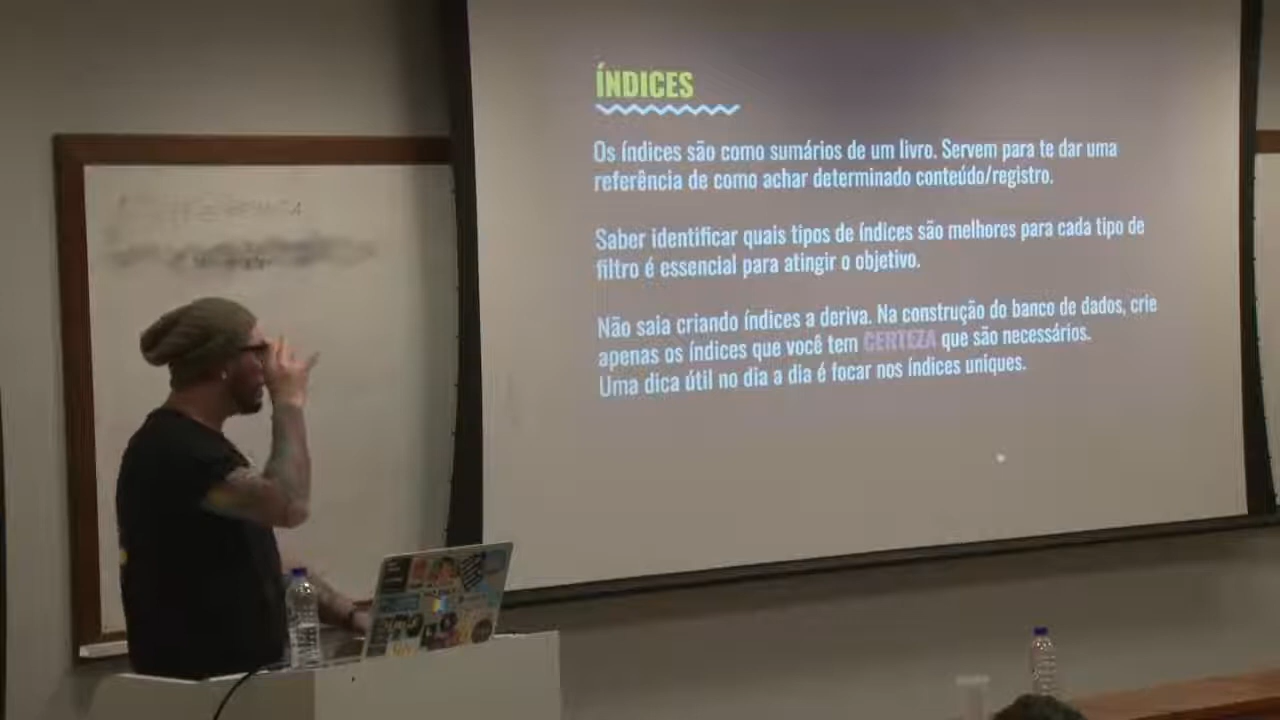 ÍNDICES
Os índices são como sumários de um livro. Servem para te dar uma
referência de como achar determinado conteúdo/registro.
Saber identificar quais tipos de índices são melhores para cada tipo de
filtro é essencial para atingir o objetivo.
Não saia criando índices a deriva. Na construção do banco de dados, crie
apenas os índices que você tem CERTEZA que são necessários.
Uma dica útil no dia a dia é focar nos índices uniques.